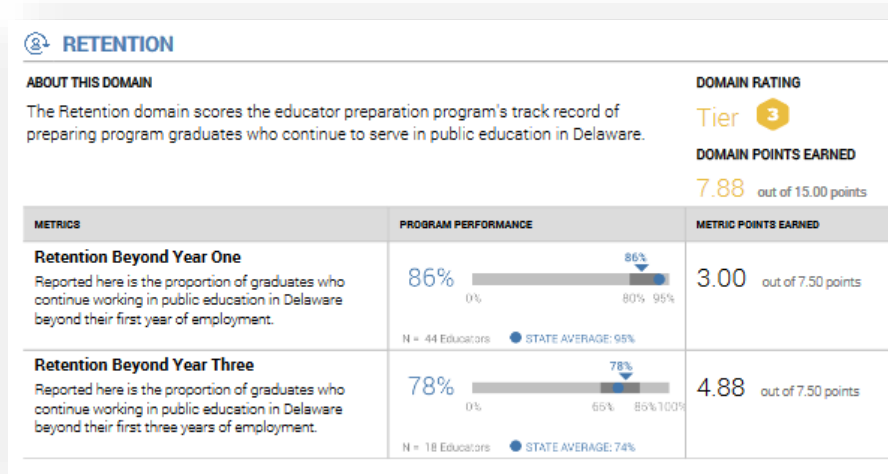 RETENTION
ABOUT THIS DOMAIN
The Retention domain scores the educator preparation program's track record of
preparing program graduates who continue to serve in public education in Delaware.
DOMAIN RATING
Tier 3
DOMAIN POINTS EARNED
7.88 out of 15.00 points
METRICS PROGRAM PERFORMANCE METRIC POINTS EARNED
Retention Beyond Year One
Reported here is the proportion of graduates who
continue working in public education in Delaware
beyond their first year of employment.
86%
86%
0% 80% 95%
N = 44 Educators STATE AVERAGE: 95%
3.00 out of 7.50 points
Retention Beyond Year Three
Reported here is the proportion of graduates who
continue working in public education in Delaware
beyond their first three years of employment.
78%
78%
0% 66% 86% 100%
N = 18 Educators STATE AVERAGE: 74%
4.88 out of 7.50 points